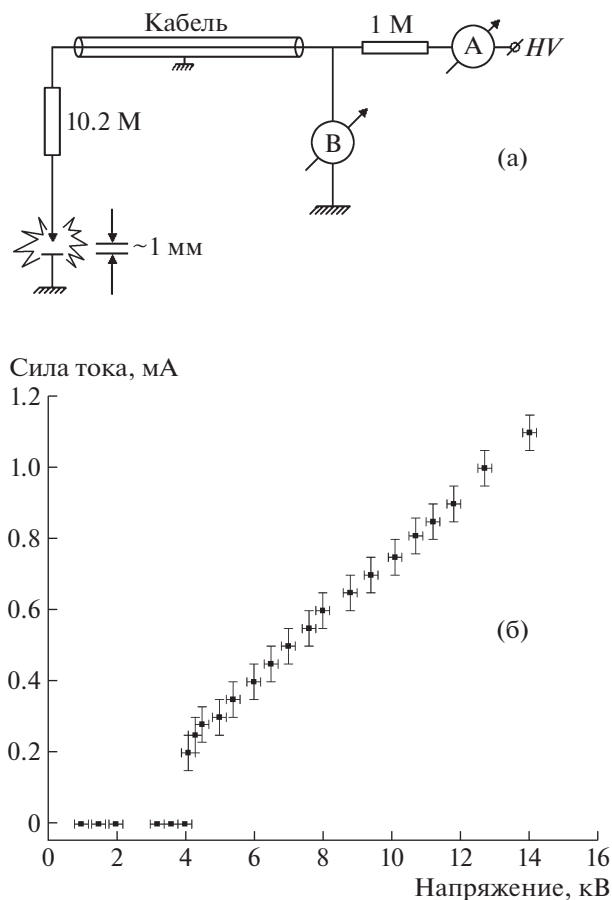 Кабель
1 М
А
HV
10.2 М
В
(а)
~1 мм
Сила тока, мА
1.2
1.0
0.8
0.6
(б)
0.4
0.2
0
0 2 4 6 8 10 12 14 16
Напряжение, кВ